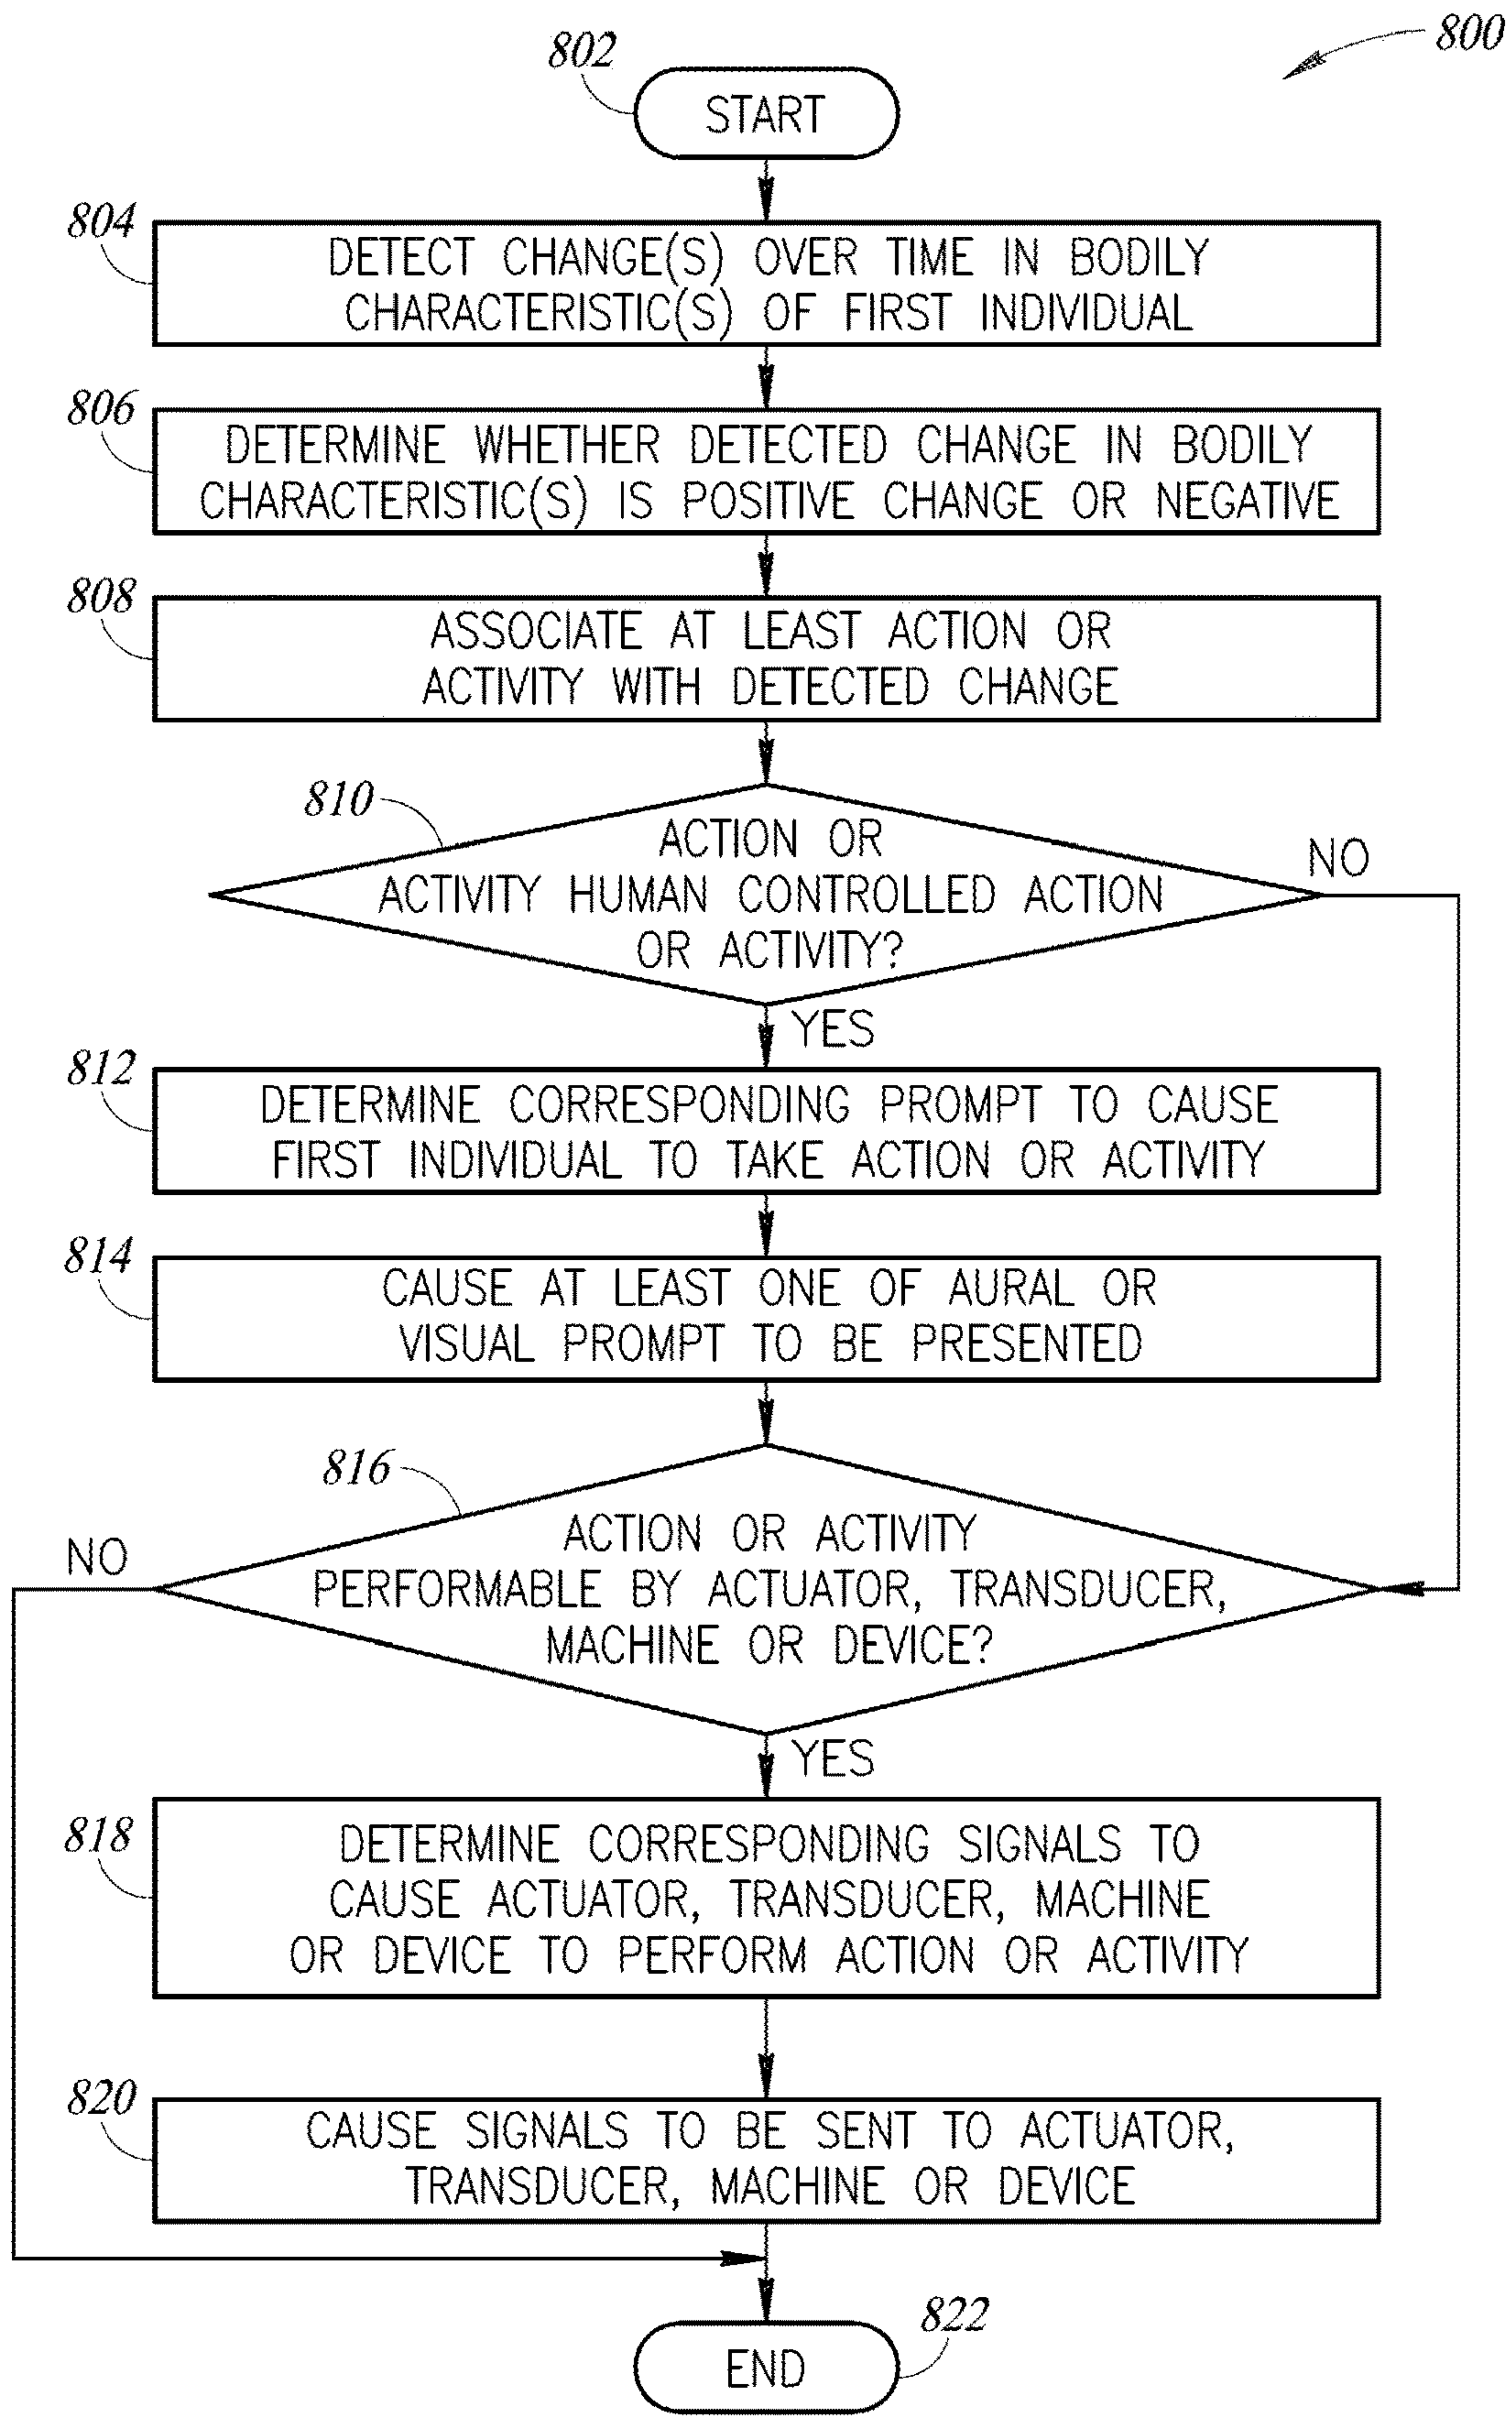 800
802
START
804
DETECT CHANGE(S) OVER TIME IN BODILY
CHARACTERISTIC(S) OF FIRST INDIVIDUAL
806
DETERMINE WHETHER DETECTED CHANGE IN BODILY
CHARACTERISTIC(S) IS POSITIVE CHANGE OR NEGATIVE
808
ASSOCIATE AT LEAST ACTION OR
ACTIVITY WITH DETECTED CHANGE
810
ACTION OR
ACTIVITY HUMAN CONTROLLED ACTION
OR ACTIVITY?
NO
YES
812
DETERMINE CORRESPONDING PROMPT TO CAUSE
FIRST INDIVIDUAL TO TAKE ACTION OR ACTIVITY
814
CAUSE AT LEAST ONE OF AURAL OR
VISUAL PROMPT TO BE PRESENTED
816
ACTION OR ACTIVITY
PERFORMABLE BY ACTUATOR, TRANSDUCER,
MACHINE OR DEVICE?
NO
YES
818
DETERMINE CORRESPONDING SIGNALS TO
CAUSE ACTUATOR, TRANSDUCER, MACHINE
OR DEVICE TO PERFORM ACTION OR ACTIVITY
820
CAUSE SIGNALS TO BE SENT TO ACTUATOR,
TRANSDUCER, MACHINE OR DEVICE
822
END